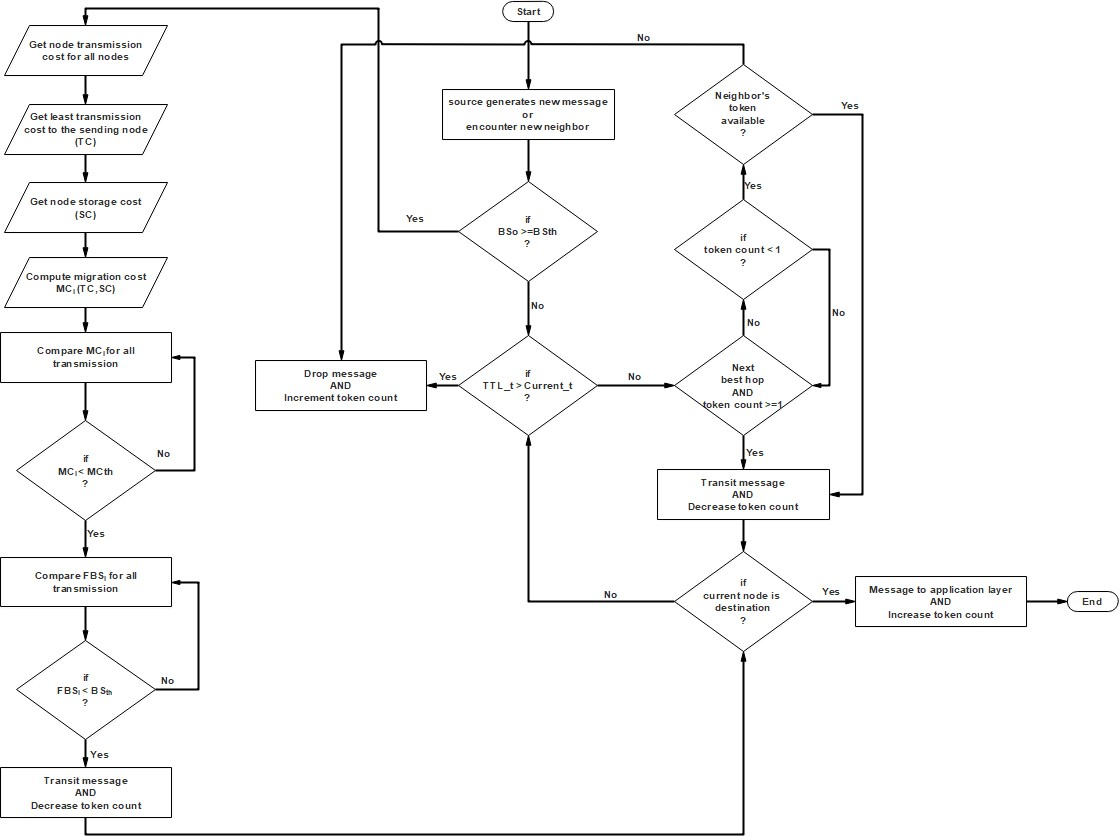 Start
source generates new message
or
encounter new neighbor
if
BSo >=BSth
?
Yes
No
Get node transmission
cost for all nodes
Get least transmission
cost to the sending node
(TC)
Get node storage cost
(SC)
Compute migration cost
MCi (TC, SC)
Compare MCi for all
transmission
if
MCi < MCth
?
No
Yes
Compare FBSi for all
transmission
if
FBSi < BSth
?
No
Yes
Transit message
AND
Decrease token count
if
TTL_t > Current_t
?
Yes
No
Drop message
AND
Increment token count
Next
best hop
AND
token count >=1
No
Yes
if
token count < 1
?
Yes
No
Neighbor's
token
available
?
No
Yes
Transit message
AND
Decrease token count
if
current node is
destination
?
No
Yes
Message to application layer
AND
Increase token count
End